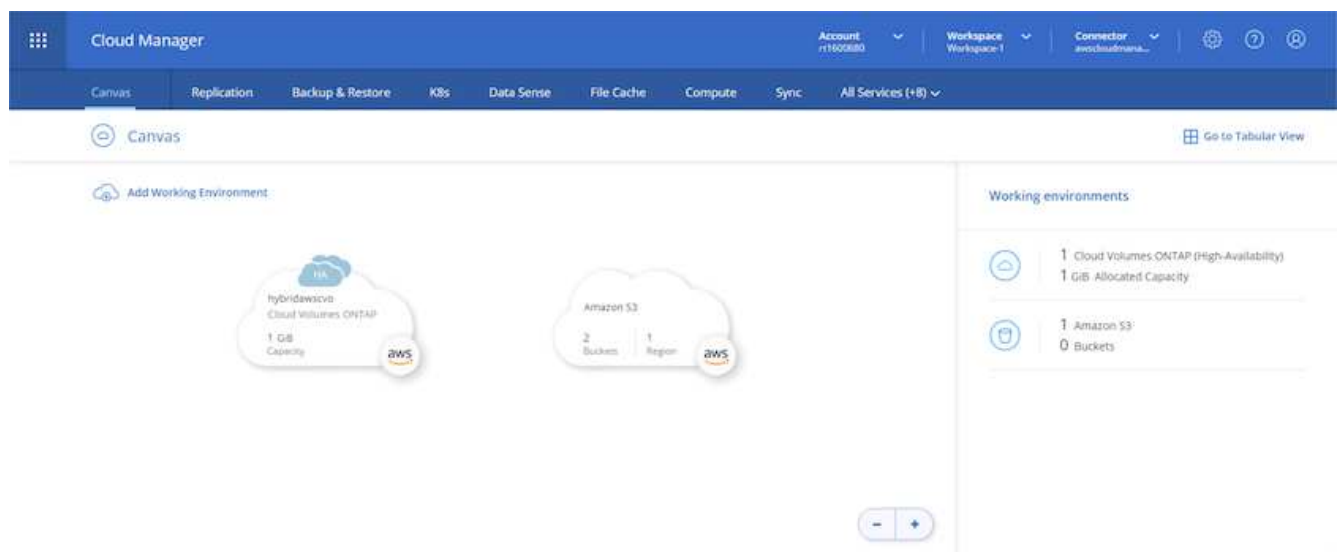 Cloud Manager
Account
rt1600680
Workspace
Workspace-1
Connector
awscloudmana...
Canvas
Replication
Backup & Restore
K8s
Data Sense
File Cache
Compute
Sync
All Services (+8)
Canvas
Go to Tabular View
Add Working Environment
Working environments
HA
hybridawscvo
Cloud Volumes ONTAP
1 GiB
Capacity
aws
Amazon S3
2
Buckets
1
Region
aws
1 Cloud Volumes ONTAP (High-Availability)
1 GiB Allocated Capacity
1 Amazon S3
0 Buckets